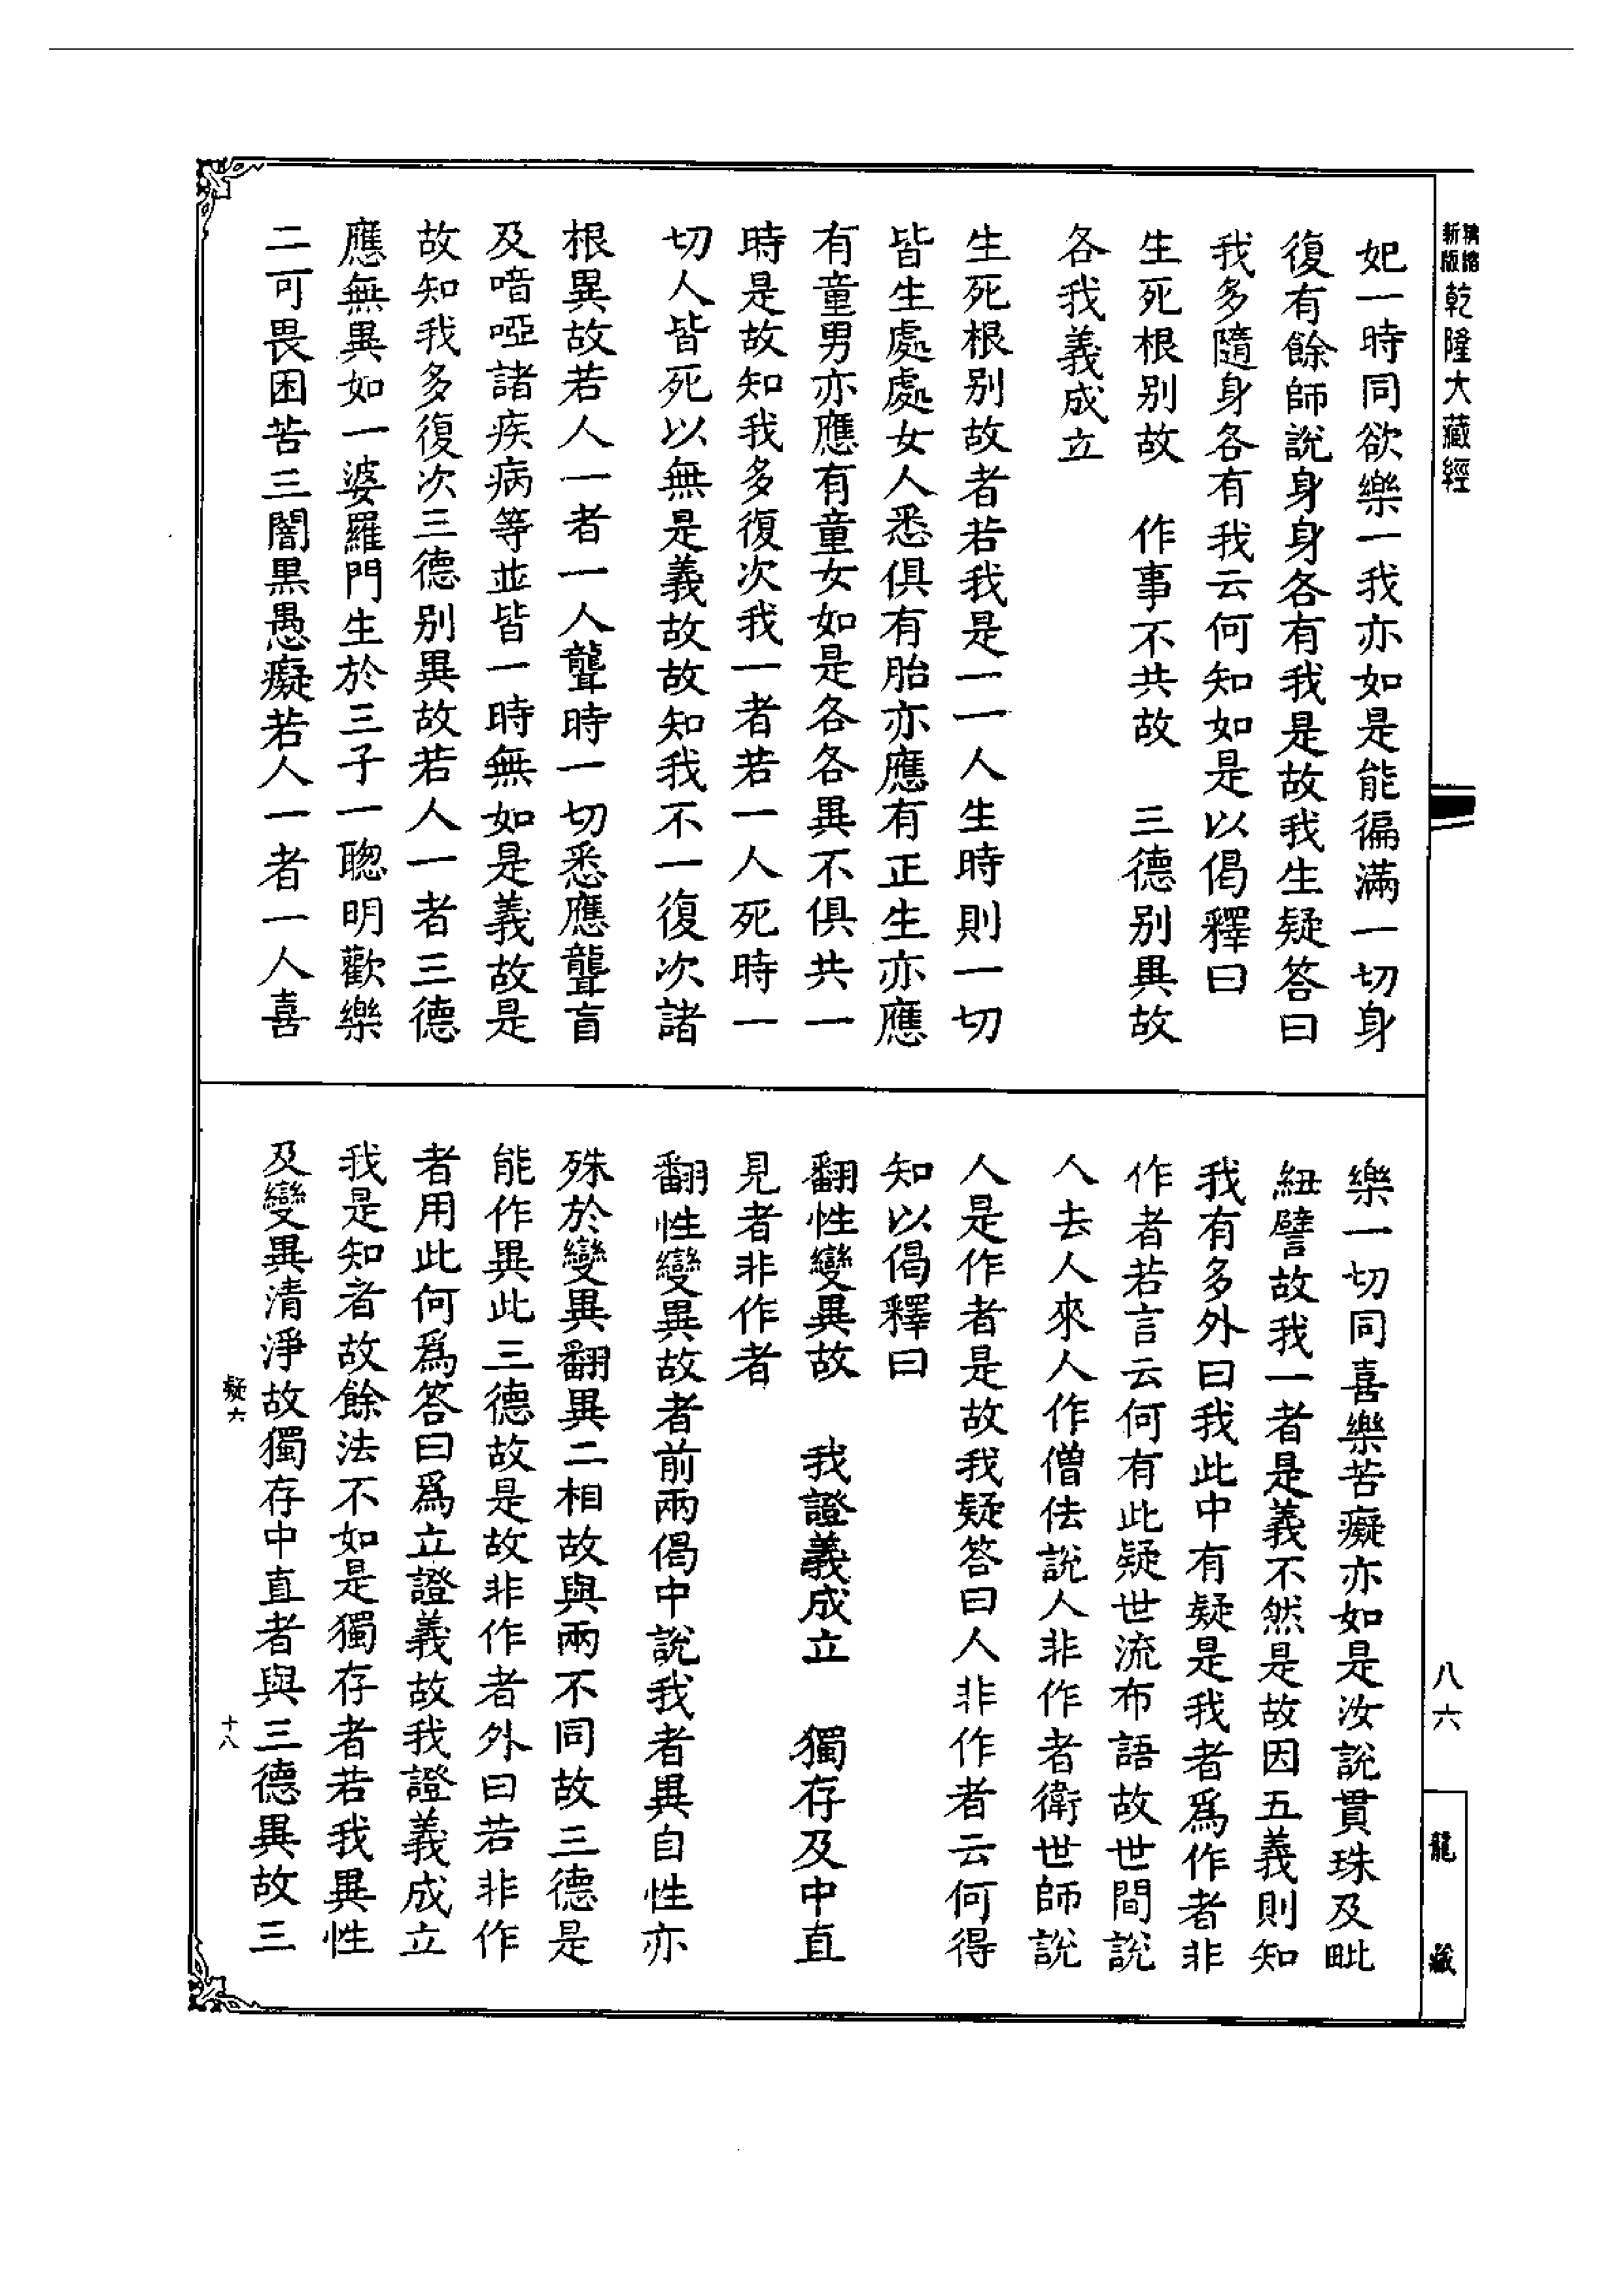 新版
精縮
乾隆大藏經
妃一時同欲樂一我亦如是能徧滿一切身
復有餘師說身身各有我是故我生疑答曰
我多隨身各有我云何知如是以偈釋曰
生死根別故　作事不共故　三德別異故
各我義成立
生死根別故者若我是一一人生時則一切
皆生處處女人悉俱有胎亦應有正生亦應
有童男亦應有童女如是各各異不俱共一
時是故知我多復次我一者若一人死時一
切人皆死以無是義故故知我不一復次諸
根異故若人一者一人聾時一切悉應聾盲
及喑啞諸疾病等並皆一時無如是義故是
故知我多復次三德別異故若人一者三德
應無異如一婆羅門生於三子一聰明歡樂
二可畏困苦三闇黑愚癡若人一者一人喜
樂一切同喜樂苦癡亦如是汝說貫珠及毗
紐譬故我一者是義不然是故因五義則知
我有多外曰我此中有疑是我者爲作者非
作者若言云何有此疑世流布語故世間說
人去人來人作僧佉說人非作者衛世師說
人是作者是故我疑答曰人非作者云何得
知以偈釋曰
翻性變異故　我證義成立　獨存及中直
見者非作者
翻性變異故者前兩偈中說我者異自性亦
殊於變異翻異二相故與兩不同故三德是
能作異此三德故是故非作者外曰若非作
者用此何爲答曰爲立證義故我證義成立
我是知者故餘法不如是獨存者若我異性
及變異清淨故獨存中直者與三德異故三
疑六
十八
八六
龍藏